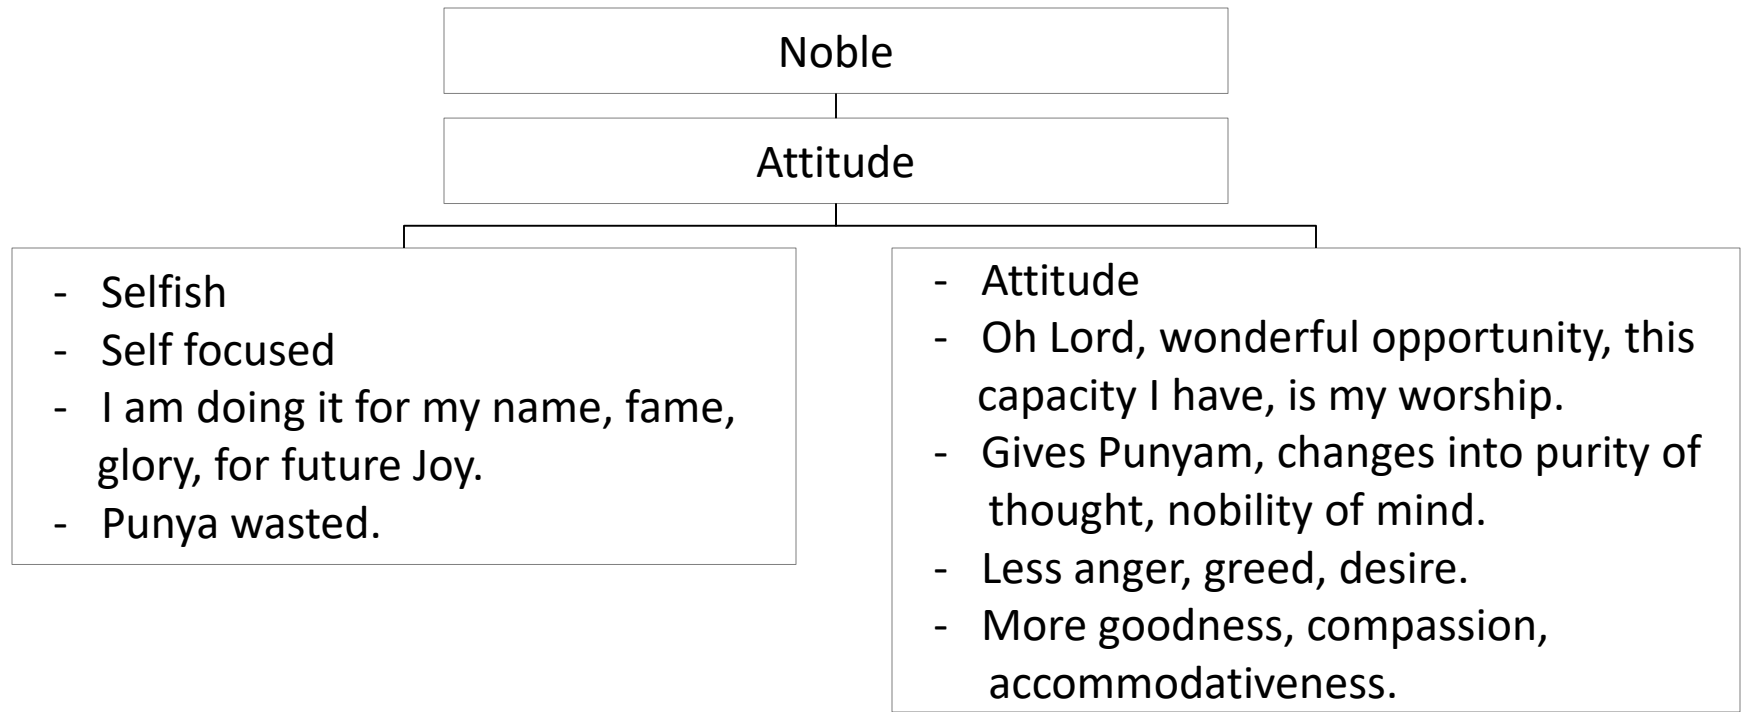 Noble
Attitude
- Selfish
- Self focused
- I am doing it for my name, fame,
glory, for future Joy.
- Punya wasted.
- Attitude
- Oh Lord, wonderful opportunity, this
capacity I have, is my worship.
- Gives Punyam, changes into purity of
thought, nobility of mind.
- Less anger, greed, desire.
- More goodness, compassion,
accommodativeness.